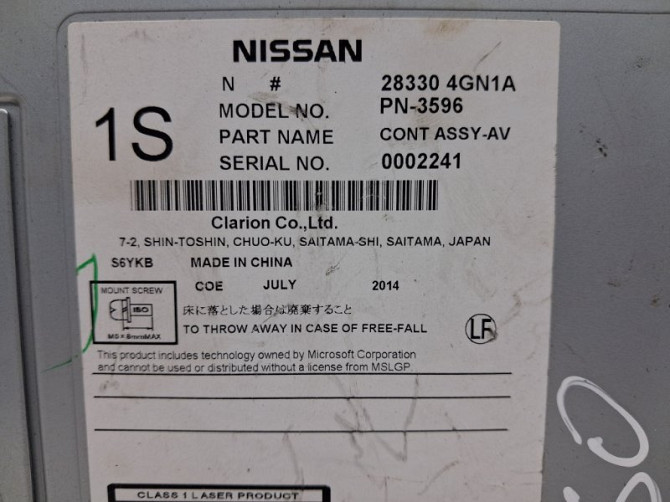 NISSAN
1S
N # 28330 4GN1A
MODEL NO. PN-3596
PART NAME CONT ASSY-AV
SERIAL NO. 0002241
Clarion Co.,Ltd.
7-2, SHIN-TOSHIN, CHUO-KU, SAITAMA-SHI, SAITAMA, JAPAN
S6YKB MADE IN CHINA
COE JULY 2014
MOUNT SCREW
ISO
M5 × 8mmMAX
床に落とした場合は廃棄すること
TO THROW AWAY IN CASE OF FREE-FALL
LF
This product includes technology owned by Microsoft Corporation
and cannot be used or distributed without a license from MSLGP.
CLASS 1 LASER PRODUCT